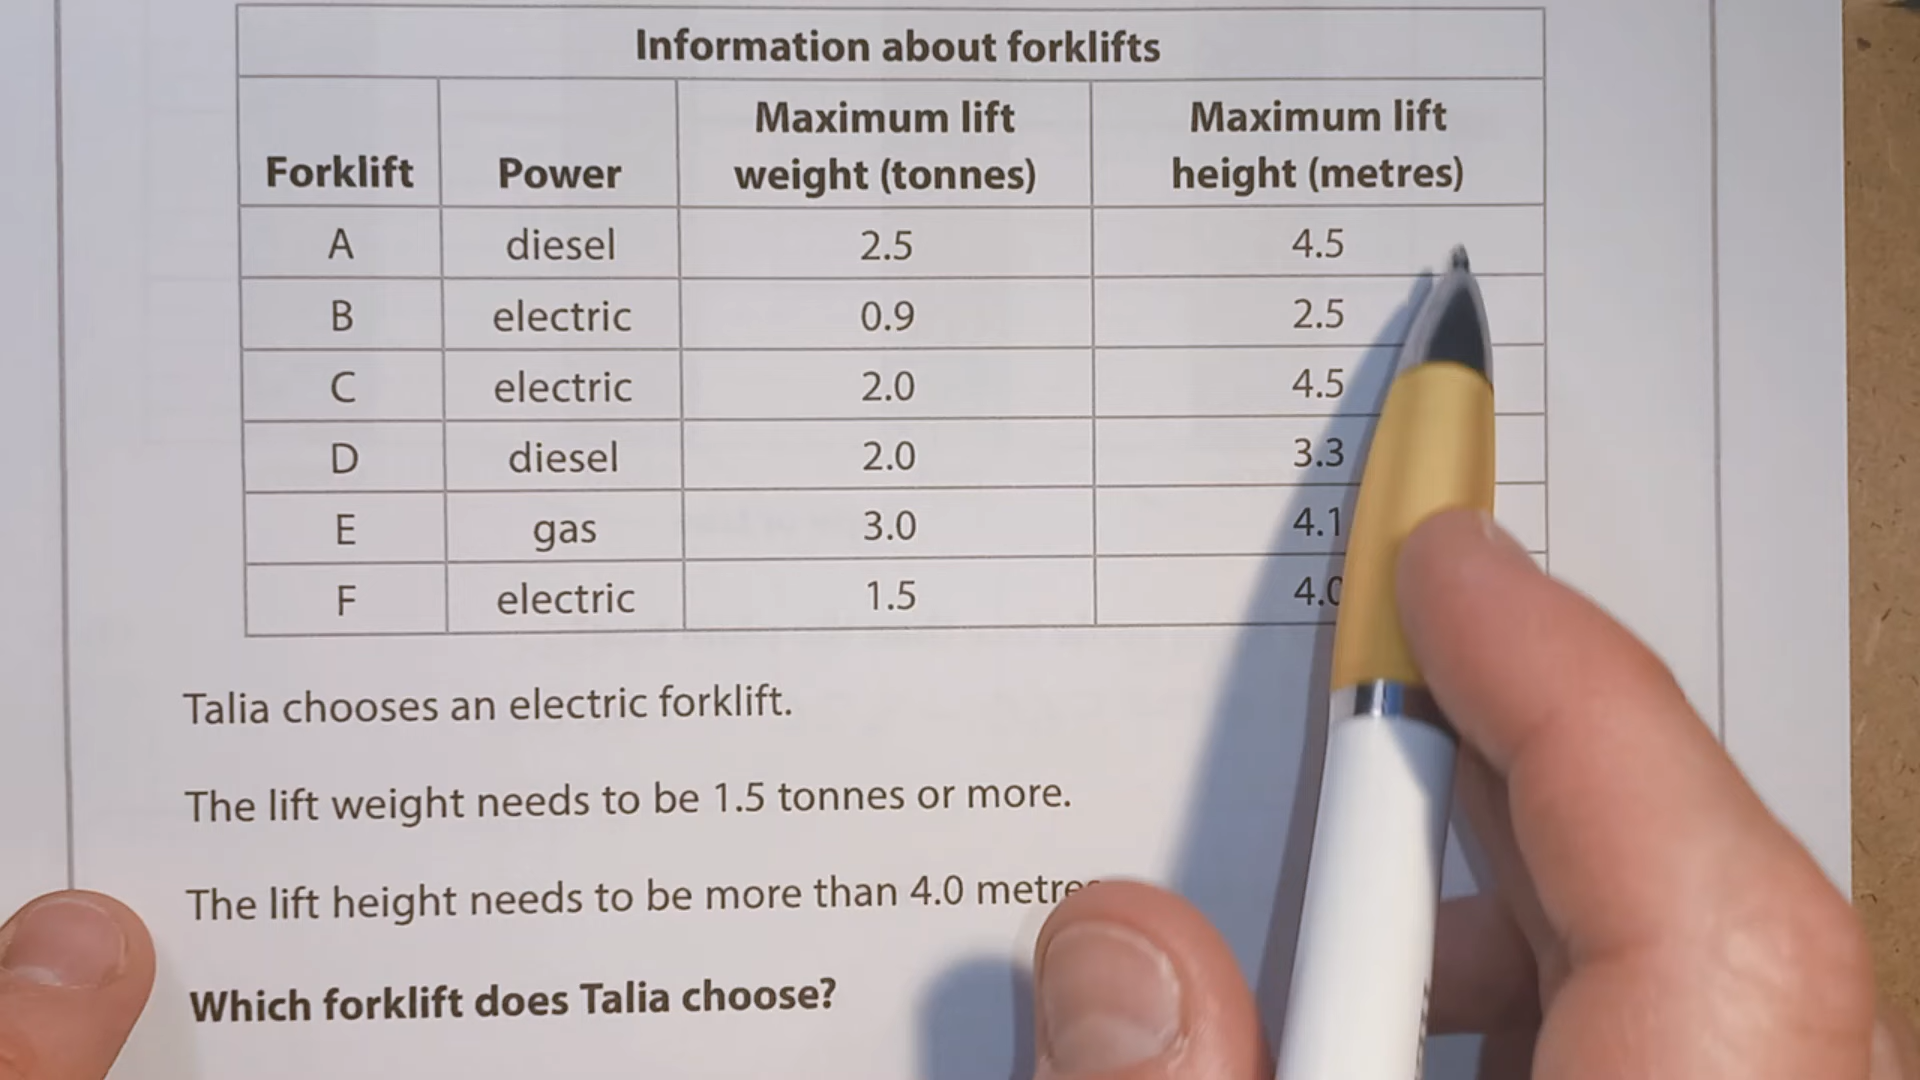 Information about forklifts
Forklift Power Maximum lift weight (tonnes) Maximum lift height (metres)
A diesel 2.5 4.5
B electric 0.9 2.5
C electric 2.0 4.5
D diesel 2.0 3.3
E gas 3.0 4.1
F electric 1.5 4.0
Talia chooses an electric forklift.
The lift weight needs to be 1.5 tonnes or more.
The lift height needs to be more than 4.0 metres
Which forklift does Talia choose?